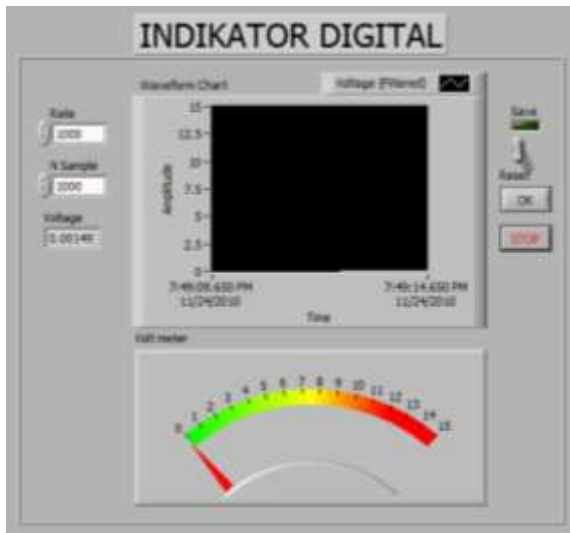 INDIKATOR DIGITAL
Waveform Chart
Voltage (Filtered)
Rate
1000
N Sample
1000
Voltage
0.00149
Amplitude
15
12.5
10
7.5
5
2.5
0
7:49:09.650 PM
11/24/2010
7:49:14.650 PM
11/24/2010
Time
Save
Reset
OK
STOP
Volt meter
0 1 2 3 4 5 6 7 8 9 10 11 12 13 14 15